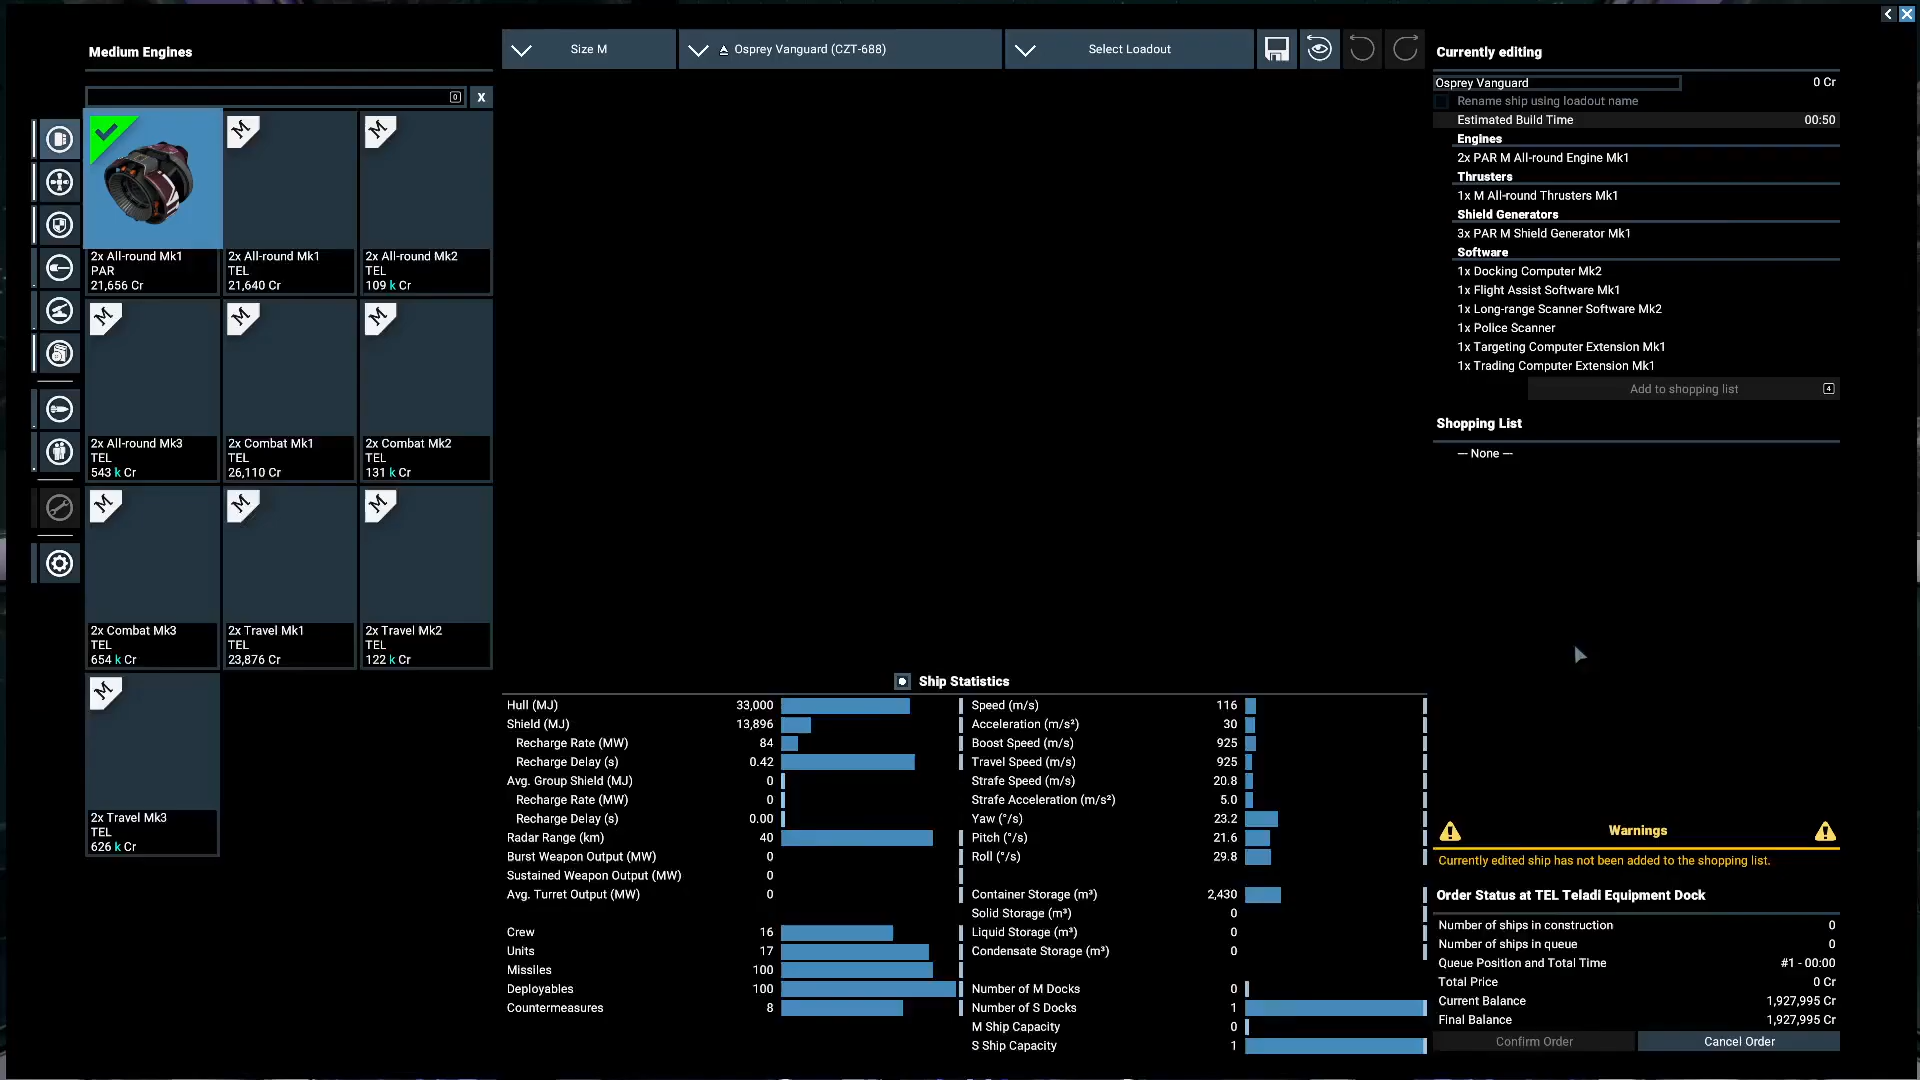 Medium Engines
Size M
Osprey Vanguard (CZT-688)
Select Loadout
0
X
2x All-round Mk1
PAR
21,656 Cr
M
2x All-round Mk1
TEL
21,640 Cr
M
2x All-round Mk2
TEL
109 k Cr
M
2x All-round Mk3
TEL
543 k Cr
M
2x Combat Mk1
TEL
26,110 Cr
M
2x Combat Mk2
TEL
131 k Cr
M
2x Combat Mk3
TEL
654 k Cr
M
2x Travel Mk1
TEL
23,876 Cr
M
2x Travel Mk2
TEL
122 k Cr
M
2x Travel Mk3
TEL
626 k Cr
Ship Statistics
Hull (MJ) 33,000
Shield (MJ) 13,896
Recharge Rate (MW) 84
Recharge Delay (s) 0.42
Avg. Group Shield (MJ) 0
Recharge Rate (MW) 0
Recharge Delay (s) 0.00
Radar Range (km) 40
Burst Weapon Output (MW) 0
Sustained Weapon Output (MW) 0
Avg. Turret Output (MW) 0
Crew 16
Units 17
Missiles 100
Deployables 100
Countermeasures 8
Speed (m/s) 116
Acceleration (m/s²) 30
Boost Speed (m/s) 925
Travel Speed (m/s) 925
Strafe Speed (m/s) 20.8
Strafe Acceleration (m/s²) 5.0
Yaw (°/s) 23.2
Pitch (°/s) 21.6
Roll (°/s) 29.8
Container Storage (m³) 2,430
Solid Storage (m³) 0
Liquid Storage (m³) 0
Condensate Storage (m³) 0
Number of M Docks 0
Number of S Docks 1
M Ship Capacity 0
S Ship Capacity 1
Currently editing
Osprey Vanguard 0 Cr
Rename ship using loadout name
Estimated Build Time 00:50
Engines
2x PAR M All-round Engine Mk1
Thrusters
1x M All-round Thrusters Mk1
Shield Generators
3x PAR M Shield Generator Mk1
Software
1x Docking Computer Mk2
1x Flight Assist Software Mk1
1x Long-range Scanner Software Mk2
1x Police Scanner
1x Targeting Computer Extension Mk1
1x Trading Computer Extension Mk1
Add to shopping list 4
Shopping List
— None —
Warnings
Currently edited ship has not been added to the shopping list.
Order Status at TEL Teladi Equipment Dock
Number of ships in construction 0
Number of ships in queue 0
Queue Position and Total Time #1 - 00:00
Total Price 0 Cr
Current Balance 1,927,995 Cr
Final Balance 1,927,995 Cr
Confirm Order
Cancel Order